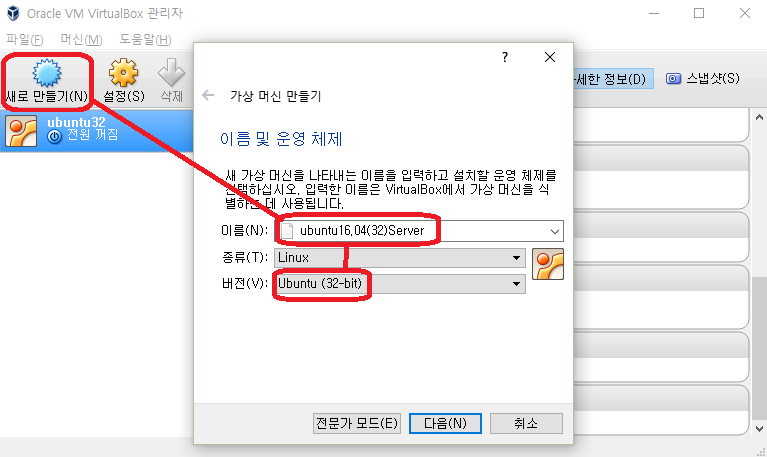 Oracle VM VirtualBox 관리자
파일(F) 머신(M) 도움말(H)
새로 만들기(N) 설정(S) 삭제 세한 정보(D) 스냅샷(S)
ubuntu32
전원 꺼짐
?
가상 머신 만들기
이름 및 운영 체제
새 가상 머신을 나타내는 이름을 입력하고 설치할 운영 체제를
선택하십시오. 입력한 이름은 VirtualBox에서 가상 머신을 식
별하는 데 사용됩니다.
이름(N): ubuntu16.04(32)Server
종류(T): Linux
버전(V): Ubuntu (32-bit)
전문가 모드(E) 다음(N) 취소